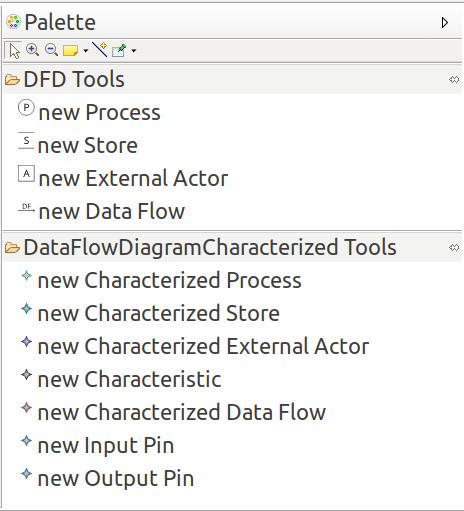 Palette
DFD Tools
P new Process
S new Store
A new External Actor
DF new Data Flow
DataFlowDiagramCharacterized Tools
new Characterized Process
new Characterized Store
new Characterized External Actor
new Characteristic
new Characterized Data Flow
new Input Pin
new Output Pin